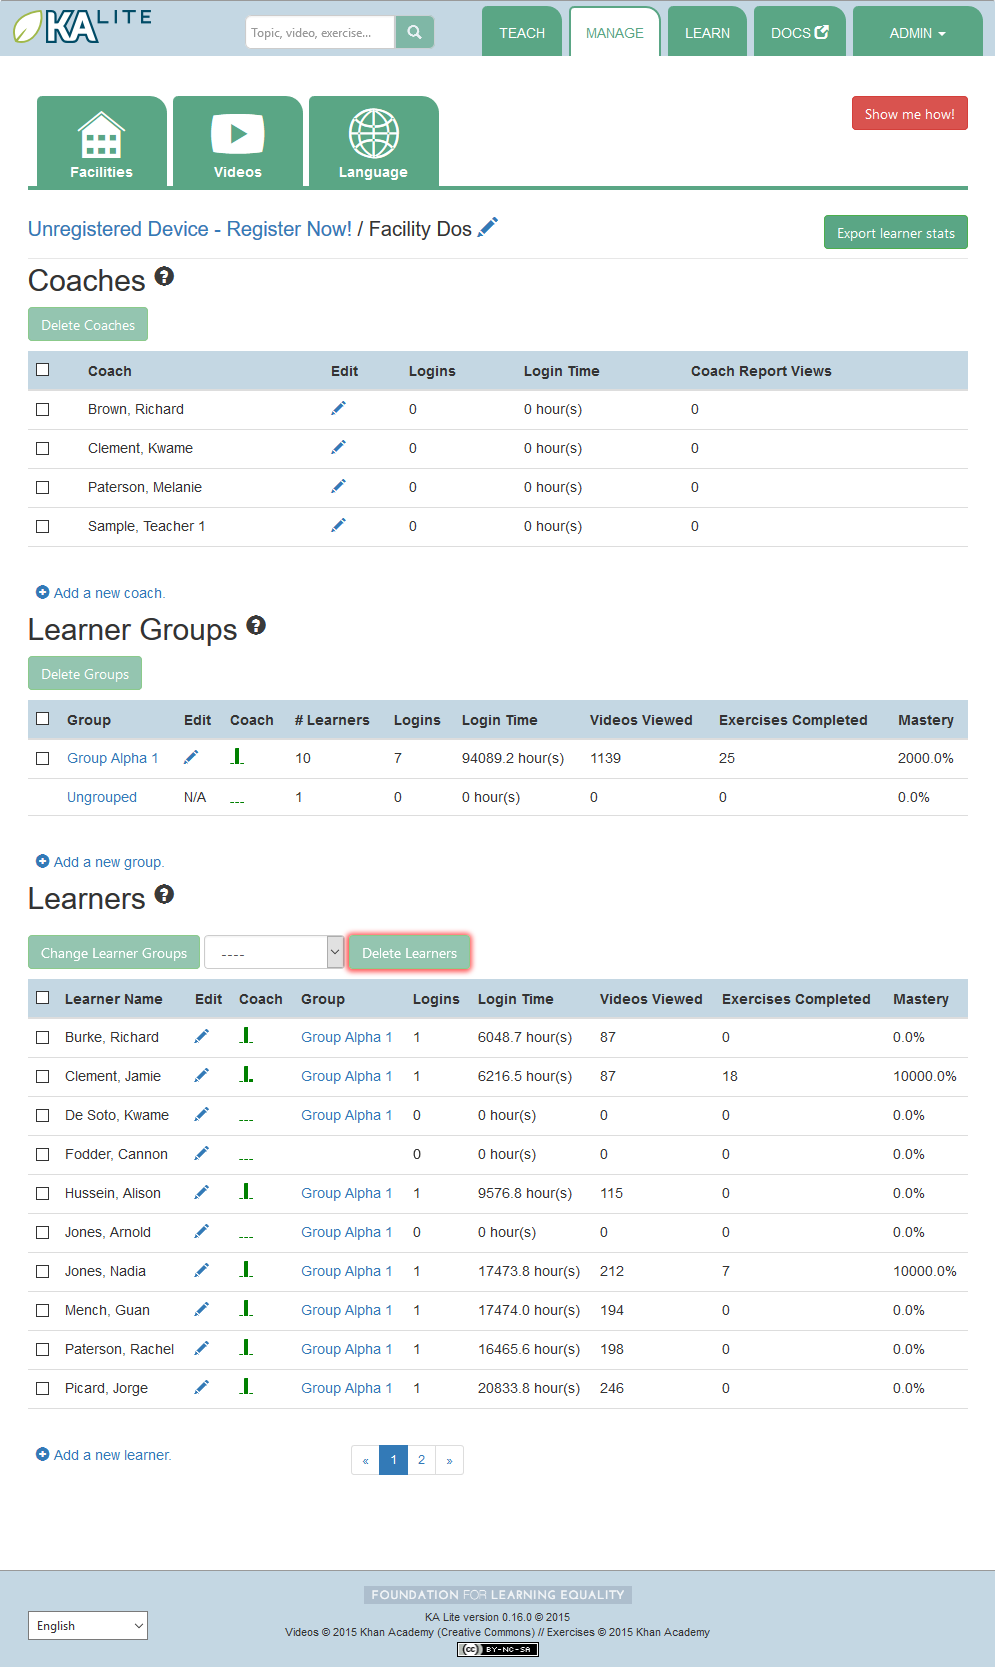 KA LITE
Topic, video, exercise...
TEACH
MANAGE
LEARN
DOCS
ADMIN
Facilities
Videos
Language
Show me how!
Unregistered Device - Register Now! / Facility Dos
Export learner stats
Coaches ?
Delete Coaches
Coach Edit Logins Login Time Coach Report Views
Brown, Richard 0 0 hour(s) 0
Clement, Kwame 0 0 hour(s) 0
Paterson, Melanie 0 0 hour(s) 0
Sample, Teacher 1 0 0 hour(s) 0
Add a new coach.
Learner Groups ?
Delete Groups
Group Edit Coach # Learners Logins Login Time Videos Viewed Exercises Completed Mastery
Group Alpha 1 10 7 94089.2 hour(s) 1139 25 2000.0%
Ungrouped N/A --- 1 0 0 hour(s) 0 0 0.0%
Add a new group.
Learners ?
Change Learner Groups
----
Delete Learners
Learner Name Edit Coach Group Logins Login Time Videos Viewed Exercises Completed Mastery
Burke, Richard Group Alpha 1 1 6048.7 hour(s) 87 0 0.0%
Clement, Jamie Group Alpha 1 1 6216.5 hour(s) 87 18 10000.0%
De Soto, Kwame --- Group Alpha 1 0 0 hour(s) 0 0 0.0%
Fodder, Cannon --- 0 0 hour(s) 0 0 0.0%
Hussein, Alison Group Alpha 1 1 9576.8 hour(s) 115 0 0.0%
Jones, Arnold --- Group Alpha 1 0 0 hour(s) 0 0 0.0%
Jones, Nadia Group Alpha 1 1 17473.8 hour(s) 212 7 10000.0%
Mench, Guan Group Alpha 1 1 17474.0 hour(s) 194 0 0.0%
Paterson, Rachel Group Alpha 1 1 16465.6 hour(s) 198 0 0.0%
Picard, Jorge Group Alpha 1 1 20833.8 hour(s) 246 0 0.0%
Add a new learner.
« 1 2 »
FOUNDATION FOR LEARNING EQUALITY
English
KA Lite version 0.16.0 © 2015
Videos © 2015 Khan Academy (Creative Commons) // Exercises © 2015 Khan Academy
cc BY-NC-SA